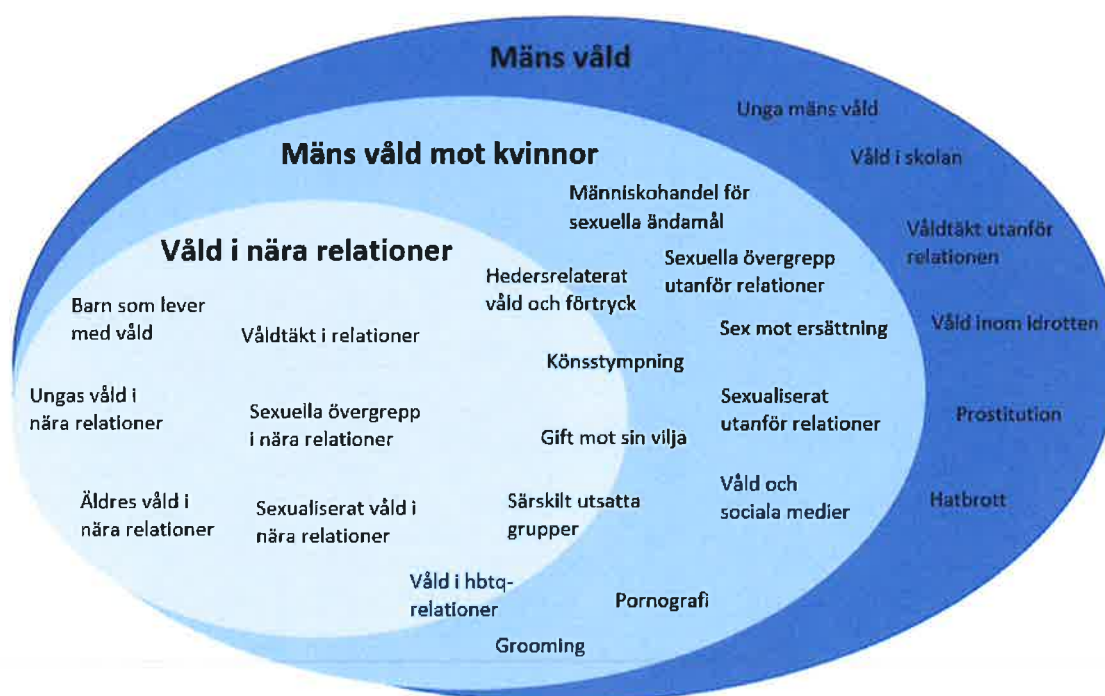 Mäns våld
Unga mäns våld
Mäns våld mot kvinnor
Våld i skolan
Människohandel för
sexuella ändamål
Våld i nära relationer
Våldtäkt utanför
relationen
Sexuella övergrepp
utanför relationer
Hedersrelaterat
våld och förtryck
Barn som lever
med våld
Våldtäkt i relationer
Sex mot ersättning
Våld inom idrotten
Könsstympning
Ungas våld i
nära relationer
Sexuella övergrepp
i nära relationer
Sexualiserat
utanför relationer
Prostitution
Gift mot sin vilja
Äldres våld i
nära relationer
Sexualiserat våld i
nära relationer
Särskilt utsatta
grupper
Våld och
sociala medier
Hatbrott
Våld i hbtq-
relationer
Pornografi
Grooming